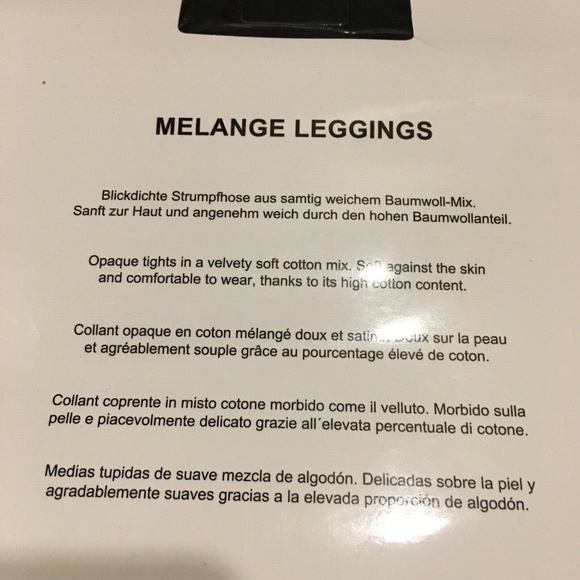 MELANGE LEGGINGS
Blickdichte Strumpfhose aus samtig weichem Baumwoll-Mix.
Sanft zur Haut und angenehm weich durch den hohen Baumwollanteil.
Opaque tights in a velvety soft cotton mix. Soft against the skin
and comfortable to wear, thanks to its high cotton content.
Collant opaque en coton mélangé doux et Doux sur la peau
et agréablement souple grâce au pourcentage élevé de coton.
Collant coprente in misto cotone morbido come il velluto. Morbido sulla
pelle e piacevolmente delicato grazie all´elevata percentuale di cotone.
Medias tupidas de suave mezcla de algodón. Delicadas sobre la piel y
agradablemente suaves gracias a la elevada proporción de algodón.